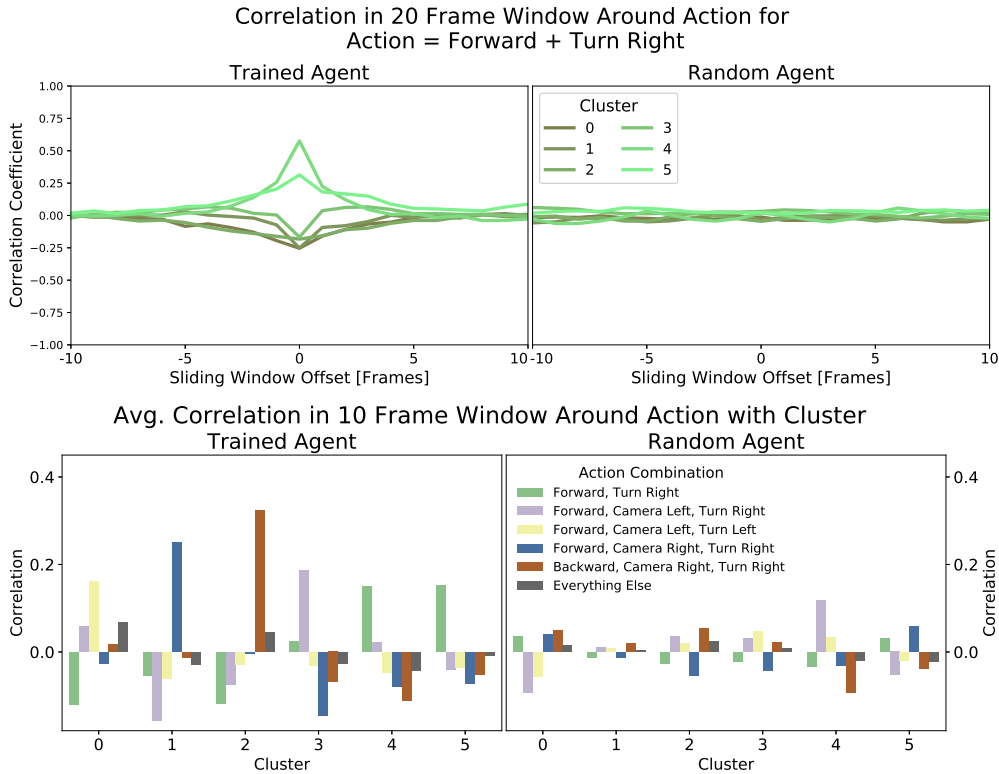 Correlation in 20 Frame Window Around Action for
Action = Forward + Turn Right
Trained Agent
Random Agent
Correlation Coefficient
1.00
0.75
0.50
0.25
0.00
−0.25
−0.50
−0.75
−1.00
Cluster
0
1
2
3
4
5
-10
-5
0
5
10
-10
-5
0
5
10
Sliding Window Offset [Frames]
Sliding Window Offset [Frames]
Avg. Correlation in 10 Frame Window Around Action with Cluster
Trained Agent
Random Agent
Correlation
0.4
0.2
0.0
Action Combination
Forward, Turn Right
Forward, Camera Left, Turn Right
Forward, Camera Left, Turn Left
Forward, Camera Right, Turn Right
Backward, Camera Right, Turn Right
Everything Else
0.4
0.2
0.0
Correlation
0
1
2
3
4
5
0
1
2
3
4
5
Cluster
Cluster